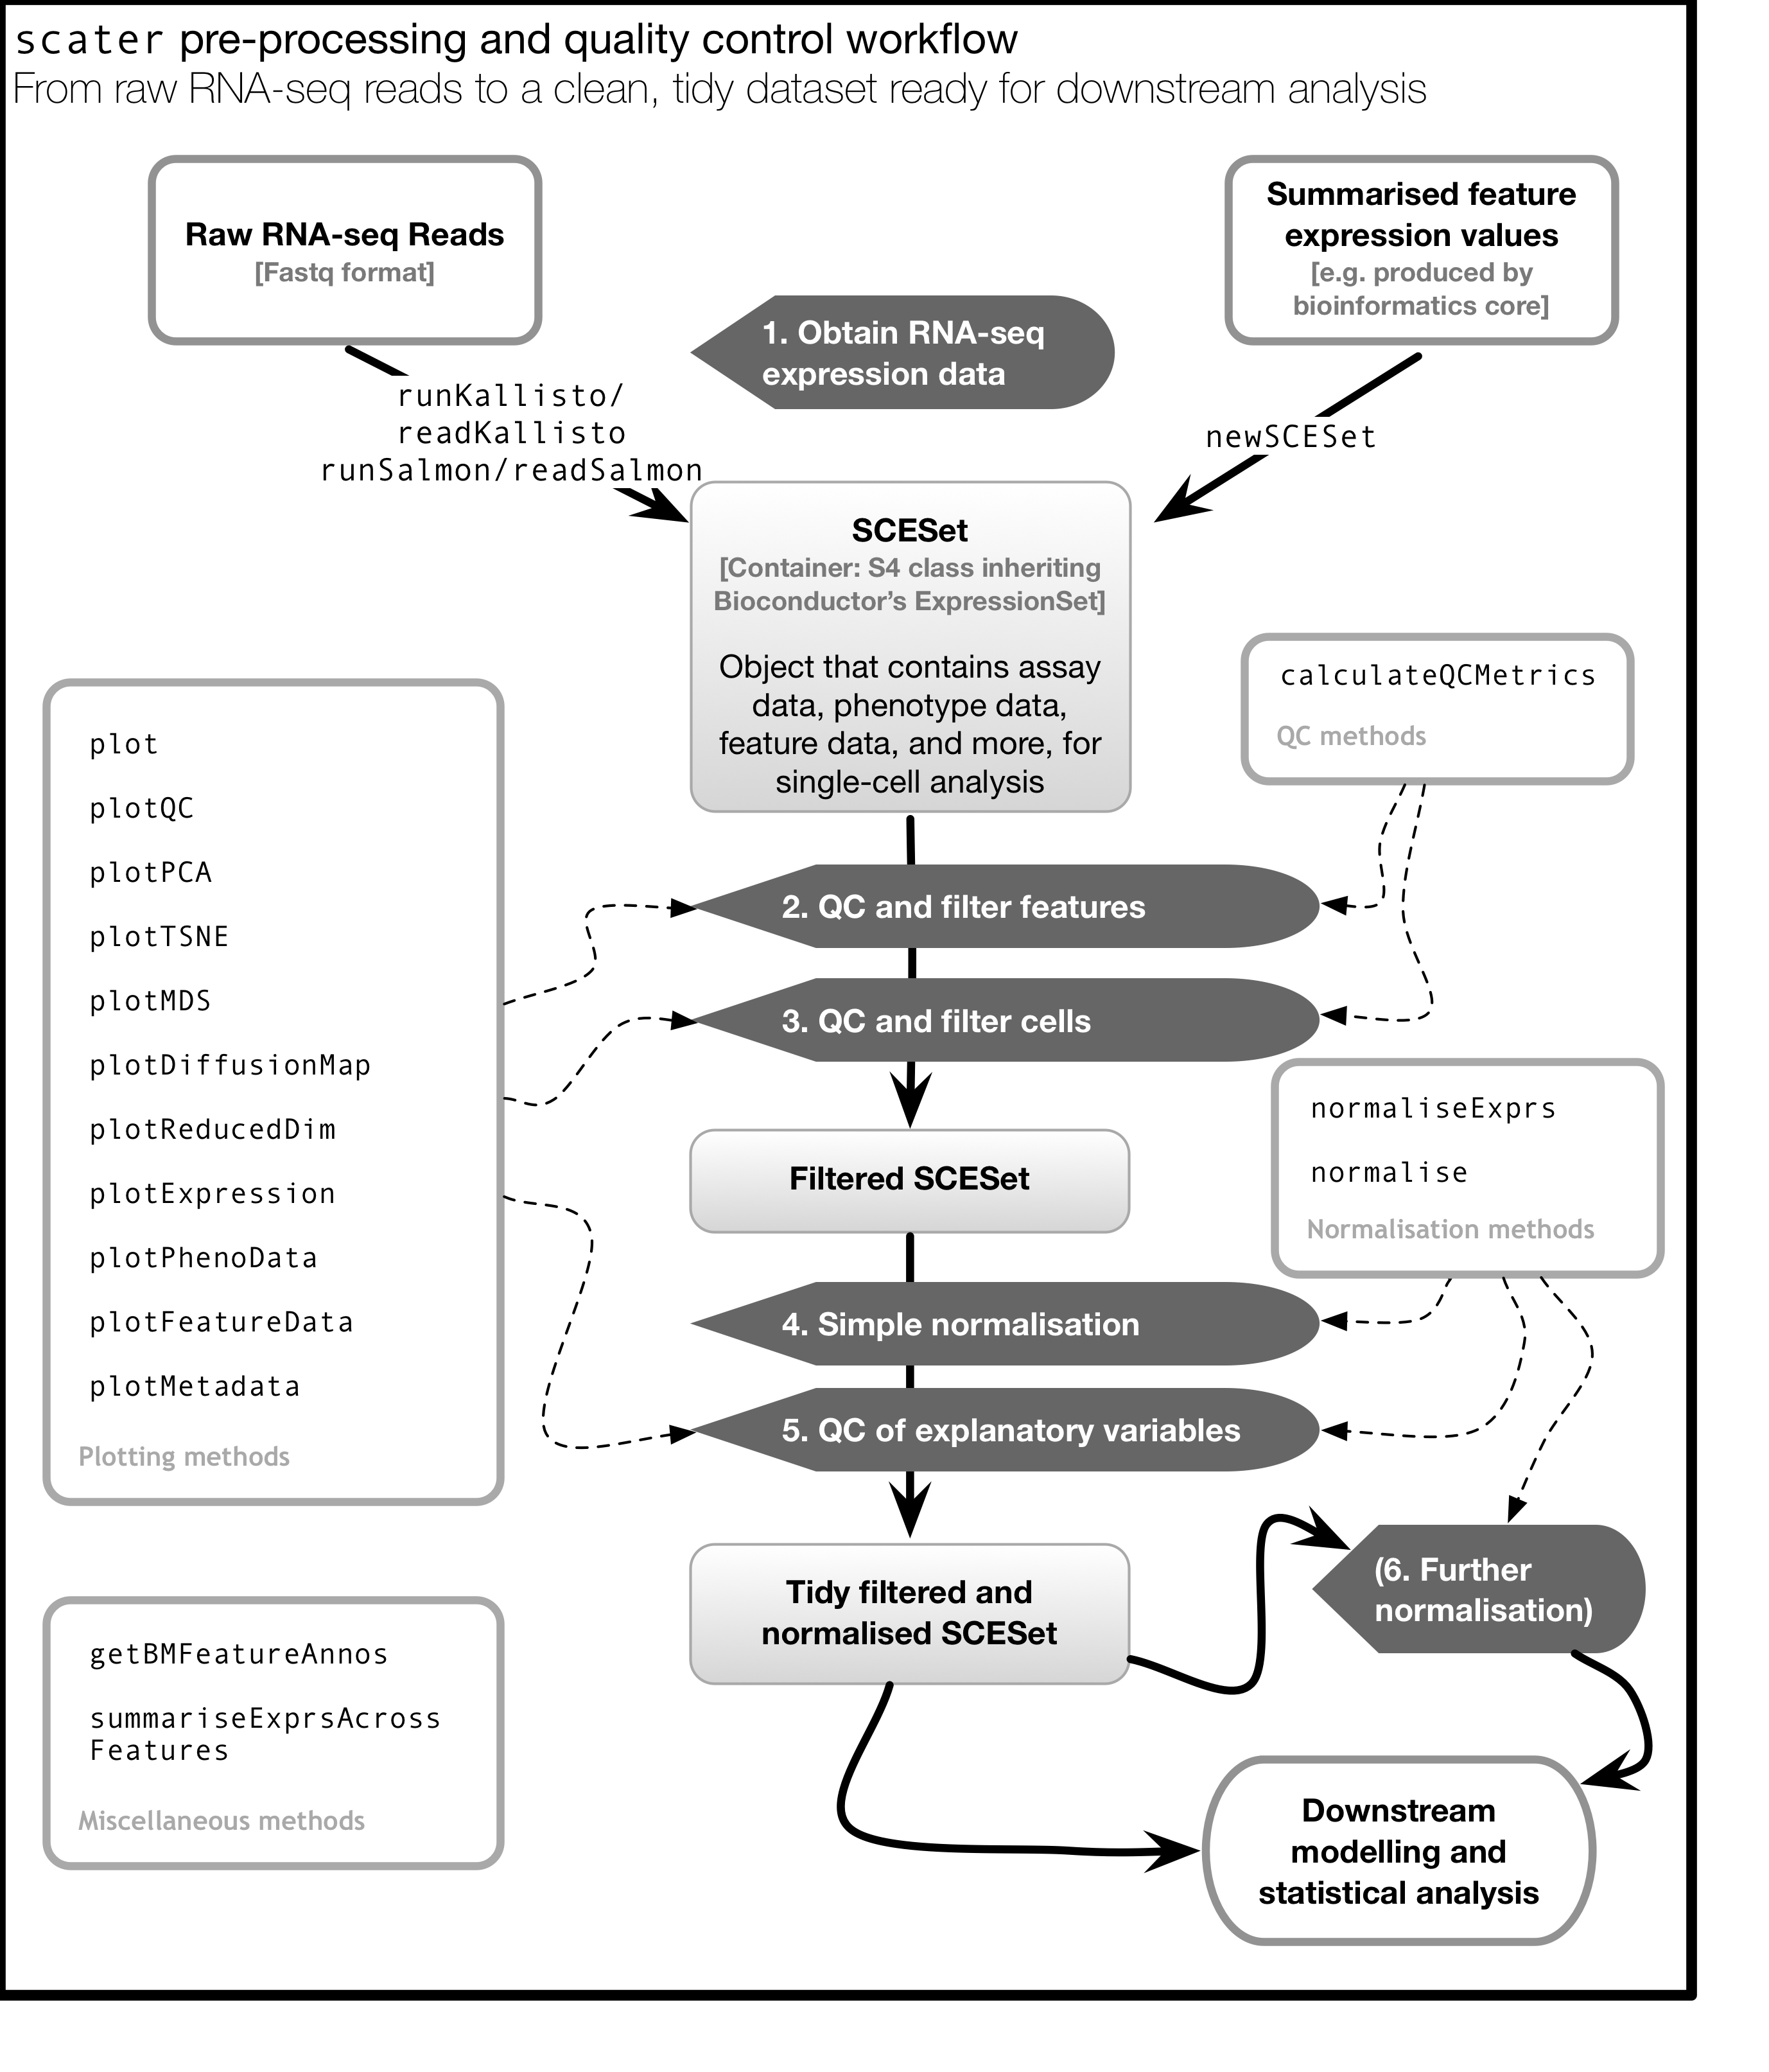 scater pre-processing and quality control workflow
From raw RNA-seq reads to a clean, tidy dataset ready for downstream analysis
Raw RNA-seq Reads
[Fastq format]
Summarised feature
expression values
[e.g. produced by
bioinformatics core]
1. Obtain RNA-seq
expression data
runKallisto/
readKallisto
runSalmon/readSalmon
newSCESet
SCESet
[Container: S4 class inheriting
Bioconductor’s ExpressionSet]
Object that contains assay
data, phenotype data,
feature data, and more, for
single-cell analysis
calculateQCMetrics
QC methods
plot
plotQC
plotPCA
plotTSNE
plotMDS
plotDiffusionMap
plotReducedDim
plotExpression
plotPhenoData
plotFeatureData
plotMetadata
Plotting methods
2. QC and filter features
3. QC and filter cells
Filtered SCESet
normaliseExprs
normalise
Normalisation methods
4. Simple normalisation
5. QC of explanatory variables
Tidy filtered and
normalised SCESet
(6. Further
normalisation)
getBMFeatureAnnos
summariseExprsAcross
Features
Miscellaneous methods
Downstream
modelling and
statistical analysis